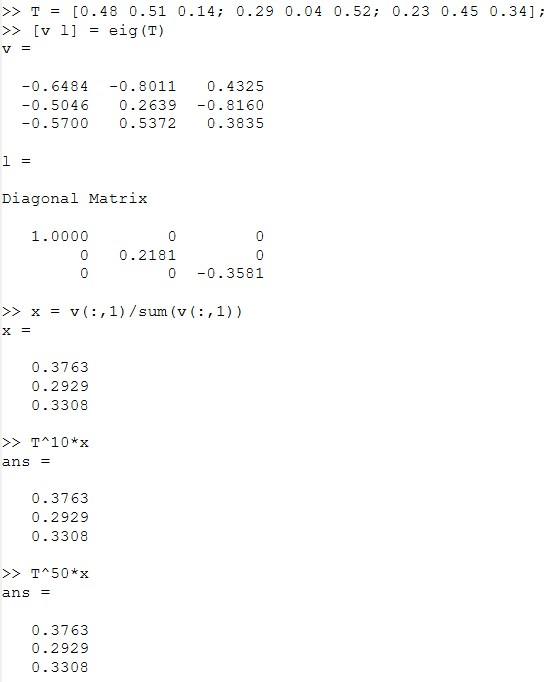 >> T = [0.48 0.51 0.14; 0.29 0.04 0.52; 0.23 0.45 0.34];
>> [v l] = eig(T)
v =
-0.6484 -0.8011 0.4325
-0.5046 0.2639 -0.8160
-0.5700 0.5372 0.3835
l =
Diagonal Matrix
1.0000 0 0
0 0.2181 0
0 0 -0.3581
>> x = v(:,1)/sum(v(:,1))
x =
0.3763
0.2929
0.3308
>> T^10*x
ans =
0.3763
0.2929
0.3308
>> T^50*x
ans =
0.3763
0.2929
0.3308